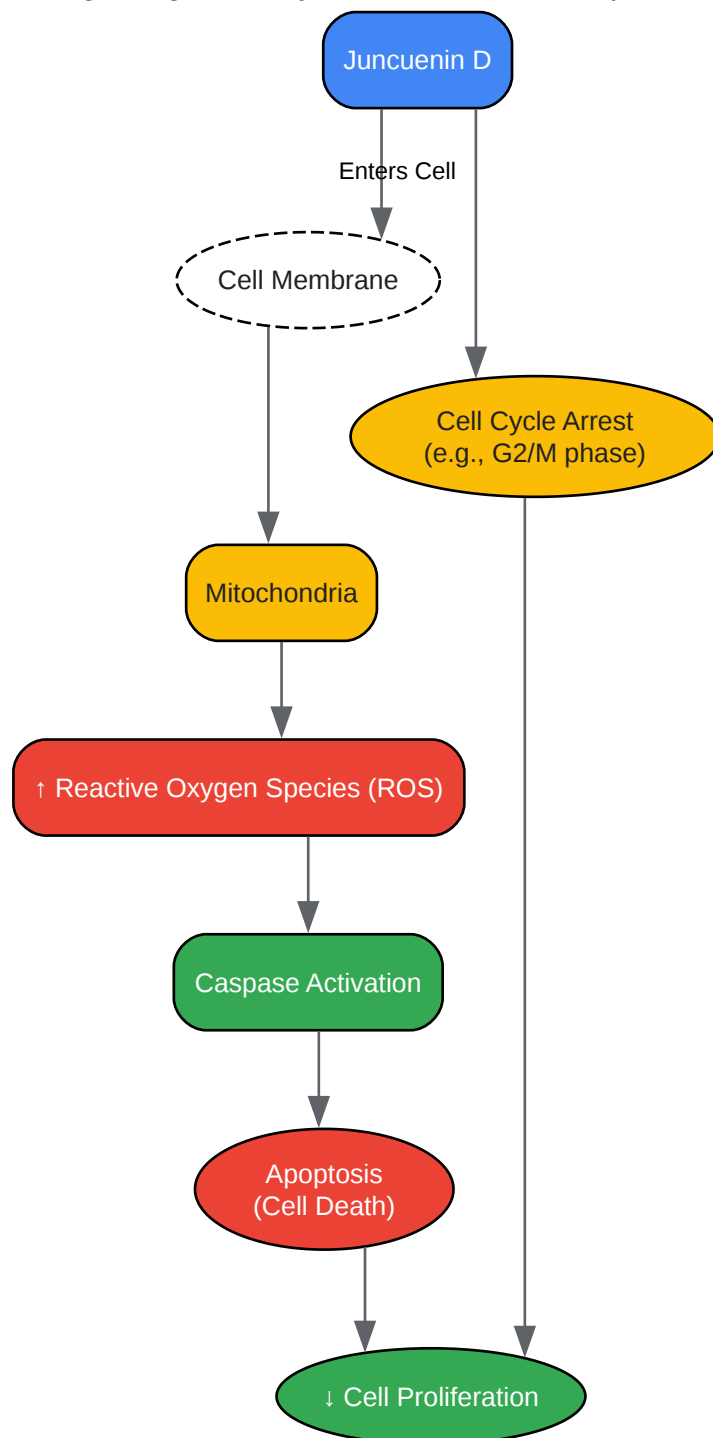 Juncuenin D
Enters Cell
Cell Membrane
Cell Cycle Arrest
(e.g., G2/M phase)
Mitochondria
↑ Reactive Oxygen Species (ROS)
Caspase Activation
Apoptosis
(Cell Death)
↓ Cell Proliferation